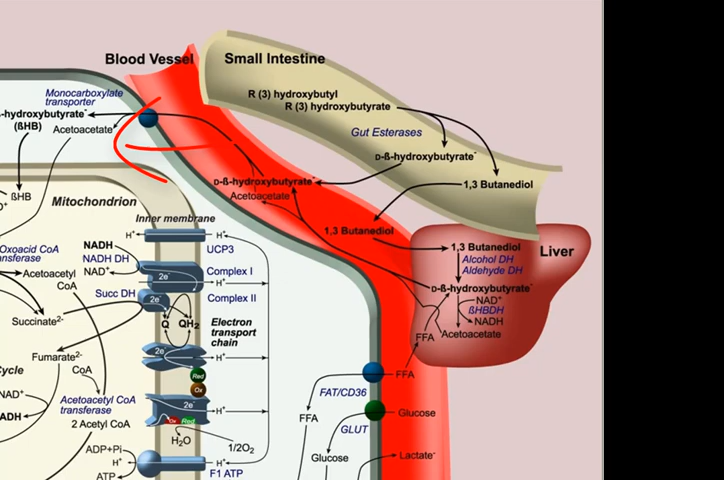 Blood Vessel
Small Intestine
Monocarboxylate
transporter
ß-hydroxybutyrate⁻
(ßHB)
Acetoacetate
R (3) hydroxybutyl
R (3) hydroxybutyrate
Gut Esterases
D-ß-hydroxybutyrate⁻
1,3 Butanediol
D-ß-hydroxybutyrate⁻
Acetoacetate
1,3 Butanediol
Liver
1,3 Butanediol
Alcohol DH
Aldehyde DH
D-ß-hydroxybutyrate⁻
NAD⁺
ßHBDH
NADH
Acetoacetate
FFA
ßHB
Mitochondrion
Inner membrane
H⁺
H⁺
UCP3
NADH
NADH DH
NAD⁺
Complex I
2e⁻
H⁺
Oxoacid CoA
Acetoacetyl
CoA
Succ DH
2e⁻
Complex II
Succinate²⁻
Q
QH₂
Electron
transport
chain
Fumarate²⁻
2e⁻
H⁺
CoA
Red
Ox
FAT/CD36
FFA
FFA
NAD⁺
Acetoacetyl CoA
transferase
2 Acetyl CoA
2e⁻
H⁺
Ox
Red
H₂O
1/2O₂
GLUT
Glucose
Glucose
ADP+Pi
H⁺
ATP
H⁺
F1 ATP
Lactate⁻